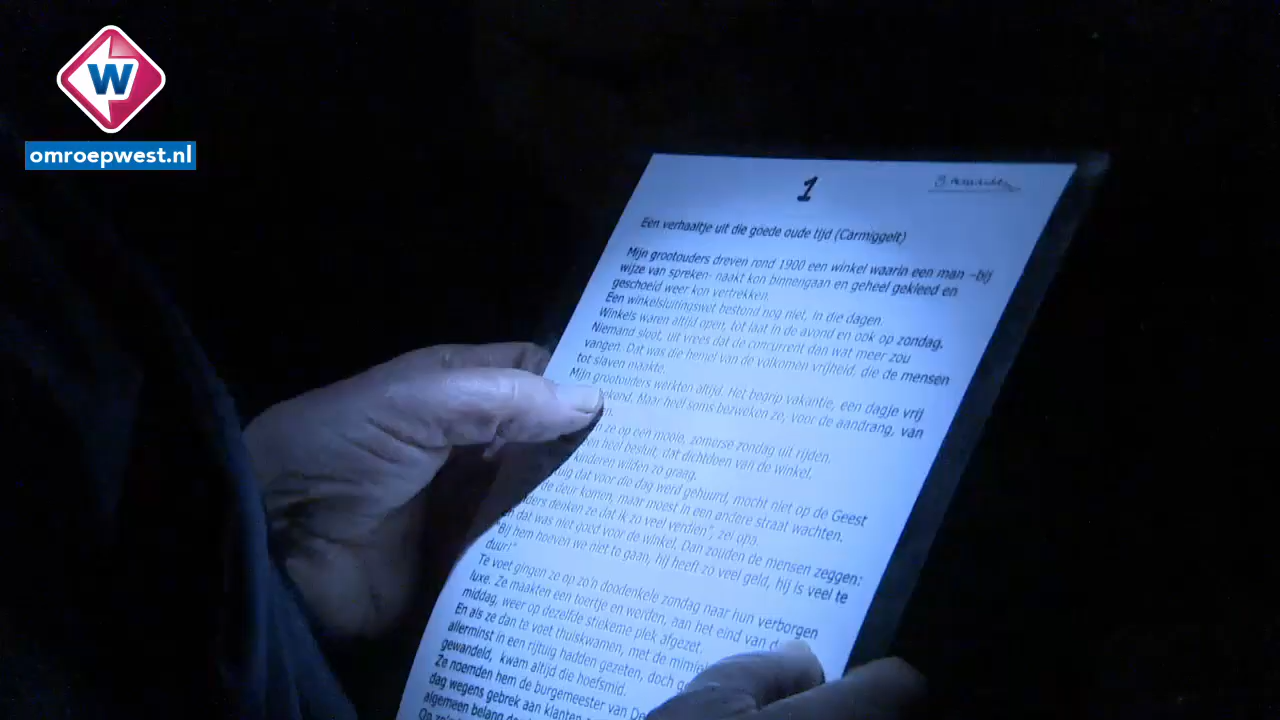 W
omroepwest.nl
1
Een verhaaltje uit die goede oude tijd (Carmiggelt)
Mijn grootouders dreven rond 1900 een winkel waarin een man –bij
wijze van spreken- naakt kon binnengaan en geheel gekleed en
geschoeid weer kon vertrekken.
Een winkelsluitingswet bestond nog niet, in die dagen.
Winkels waren altijd open, tot laat in de avond en ook op zondag.
Niemand sloot, uit vrees dat de concurrent dan wat meer zou
vangen. Dat was die hemel van de volkomen vrijheid, die de mensen
tot slaven maakte.
Mijn grootouders werkten altijd. Het begrip vakantie, een dagje vrij
bekend. Maar heel soms bezweken ze, voor de aandrang, van
ze op een mooie, zomerse zondag uit rijden.
een heel besluit, dat dichtdoen van de winkel.
kinderen wilden zo graag.
dat voor die dag werd gehuurd, mocht niet op de Geest
de deur komen, maar moest in een andere straat wachten.
denken ze dat ik zo veel verdien", zei opa.
dat was niet goed voor de winkel. Dan zouden de mensen zeggen:
"Bij hem hoeven we niet te gaan, hij heeft zo veel geld, hij is veel te
duur!"
Te voet gingen ze op zo'n doodenkele zondag naar hun verborgen
luxe. Ze maakten een toertje en werden, aan het eind van d
middag, weer op dezelfde stiekeme plek afgezet.
En als ze dan te voet thuiskwamen, met de
allerminst in een rijtuig hadden gezeten, doch
gewandeld, kwam altijd die hoefsmid.
Ze noemden hem de burgemeester van De
dag wegens gebrek aan klanten
algemeen belang